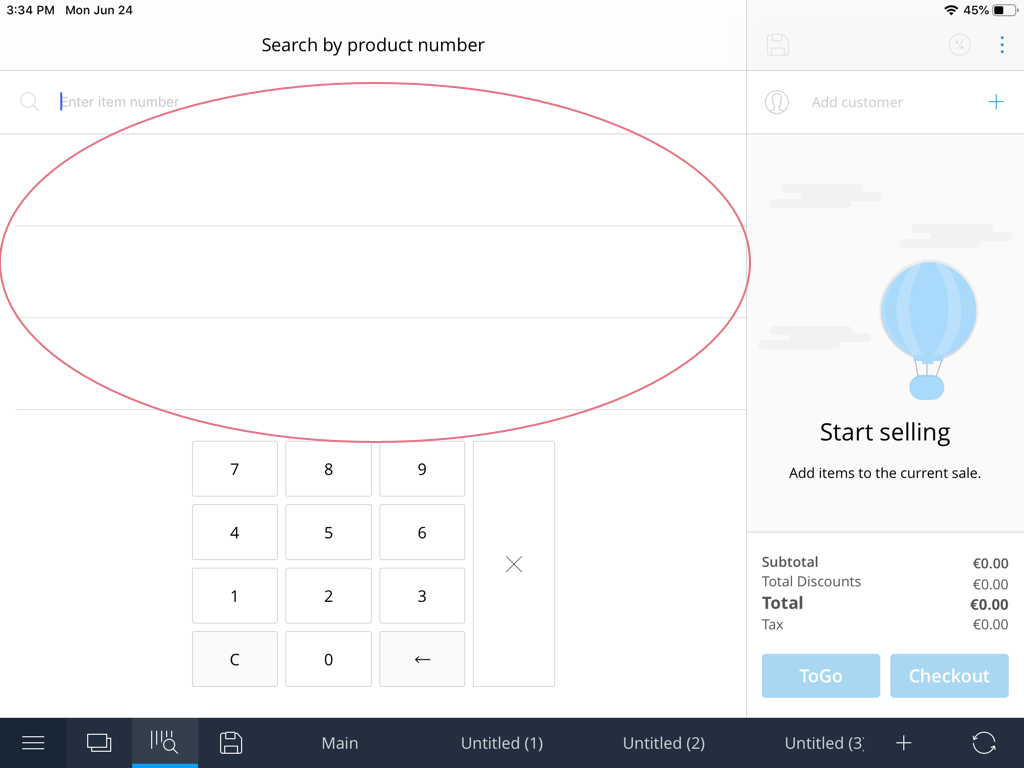 3:34 PM Mon Jun 24
45%
Search by product number
Enter item number
Add customer
Start selling
Add items to the current sale.
7 8 9
4 5 6
1 2 3
C 0
Subtotal €0.00
Total Discounts €0.00
Total €0.00
Tax €0.00
ToGo Checkout
Main Untitled (1) Untitled (2) Untitled (3)